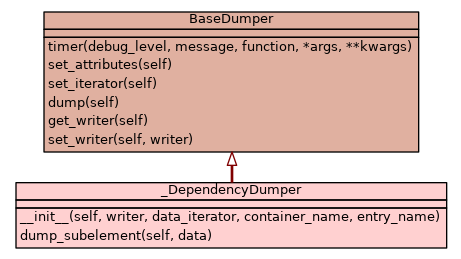 BaseDumper
timer(debug_level, message, function, *args, **kwargs)
set_attributes(self)
set_iterator(self)
dump(self)
get_writer(self)
set_writer(self, writer)
_DependencyDumper
__init__(self, writer, data_iterator, container_name, entry_name)
dump_subelement(self, data)